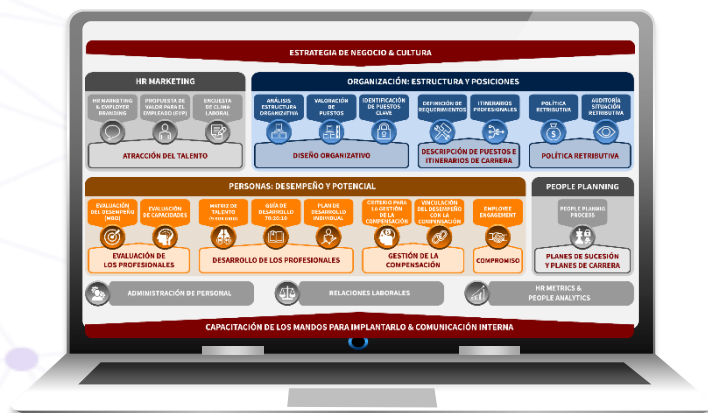 ESTRATEGIA DE NEGOCIO & CULTURA
HR MARKETING
HR MARKETING
& EMPLOYER
BRANDING
PROPUESTA DE
VALOR PARA EL
EMPLEADO (EVP)
ENCUESTA
DE CLIMA
LABORAL
ATRACCIÓN DEL TALENTO
ORGANIZACIÓN: ESTRUCTURA Y POSICIONES
ANÁLISIS
ESTRUCTURA
ORGANIZATIVA
VALORACIÓN
DE
PUESTOS
IDENTIFICACIÓN
DE PUESTOS
CLAVE
DISEÑO ORGANIZATIVO
DEFINICIÓN DE
REQUERIMIENTOS
ITINERARIOS
PROFESIONALES
DESCRIPCIÓN DE PUESTOS E
ITINERARIOS DE CARRERA
POLÍTICA
RETRIBUTIVA
AUDITORÍA
SITUACIÓN
RETRIBUTIVA
POLÍTICA RETRIBUTIVA
PERSONAS: DESEMPEÑO Y POTENCIAL
EVALUACIÓN
DEL DESEMPEÑO
(MBO)
EVALUACIÓN
DE CAPACIDADES
EVALUACIÓN DE
LOS PROFESIONALES
MATRIZ DE
TALENTO
GUÍA DE
DESARROLLO
70:20:10
PLAN DE
DESARROLLO
INDIVIDUAL
DESARROLLO DE LOS PROFESIONALES
CRITERIO PARA
LA GESTIÓN
DE LA
COMPENSACIÓN
VINCULACIÓN
DEL DESEMPEÑO
CON LA
COMPENSACIÓN
GESTIÓN DE LA
COMPENSACIÓN
EMPLOYEE
ENGAGEMENT
COMPROMISO
PEOPLE PLANNING
PEOPLE PLANNIG
PROCESS
PLANES DE SUCESIÓN
Y PLANES DE CARRERA
ADMINISTRACIÓN DE PERSONAL
RELACIONES LABORALES
HR METRICS &
PEOPLE ANALYTICS
CAPACITACIÓN DE LOS MANDOS PARA IMPLANTARLO & COMUNICACIÓN INTERNA